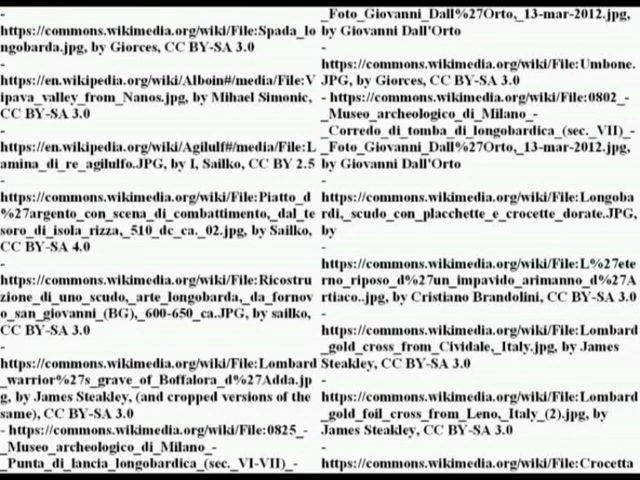 -
https://commons.wikimedia.org/wiki/File:Spada_lo
ngobarda.jpg, by Giorces, CC BY-SA 3.0
-
https://en.wikipedia.org/wiki/Alboin#/media/File:V
ipava_valley_from_Nanos.jpg, by Mihael Simonic,
CC BY-SA 3.0
-
https://en.wikipedia.org/wiki/Agilulf#/media/File:L
amina_di_re_agilulfo.JPG, by I, Sailko, CC BY 2.5
-
https://commons.wikimedia.org/wiki/File:Piatto_d
%27argento_con_scena_di_combattimento,_dal_te
soro_di_isola_rizza,_510_dc_ca._02.jpg, by Sailko,
CC BY-SA 4.0
-
https://commons.wikimedia.org/wiki/File:Ricostru
zione_di_uno_scudo,_arte_longobarda,_da_fornov
o_san_giovanni_(BG),_600-650_ca..JPG, by sailko,
CC BY-SA 3.0
-
https://commons.wikimedia.org/wiki/File:Lombard
_warrior%27s_grave_of_Boffalora_d%27Adda.jp
g, by James Steakley, (and cropped versions of the
same), CC BY-SA 3.0
- https://commons.wikimedia.org/wiki/File:0825_-
_Museo_archeologico_di_Milano_-
_Punta_di_lancia_longobardica_(sec._VI-VII)_-
_Foto_Giovanni_Dall%27Orto,_13-mar-2012.jpg,
by Giovanni Dall'Orto
-
https://commons.wikimedia.org/wiki/File:Umbone.
JPG, by Giorces, CC BY-SA 3.0
- https://commons.wikimedia.org/wiki/File:0802_-
_Museo_archeologico_di_Milano_-
_Corredo_di_tomba_di_longobardica_(sec._VII)_-
_Foto_Giovanni_Dall%27Orto,_13-mar-2012.jpg,
by Giovanni Dall'Orto
-
https://commons.wikimedia.org/wiki/File:Longoba
rdi,_scudo_con_placchette_e_crocette_dorate.JPG,
by
-
https://commons.wikimedia.org/wiki/File:L%27ete
rno_riposo_d%27un_impavido_arimanno_d%27A
rtiaco..jpg, by Cristiano Brandolini, CC BY-SA 3.0
-
https://commons.wikimedia.org/wiki/File:Lombard
_gold_cross_from_Cividale,_Italy.jpg, by James
Steakley, CC BY-SA 3.0
-
https://commons.wikimedia.org/wiki/File:Lombard
_gold_foil_cross_from_Leno,_Italy_(2).jpg, by
James Steakley, CC BY-SA 3.0
-
https://commons.wikimedia.org/wiki/File:Crocetta